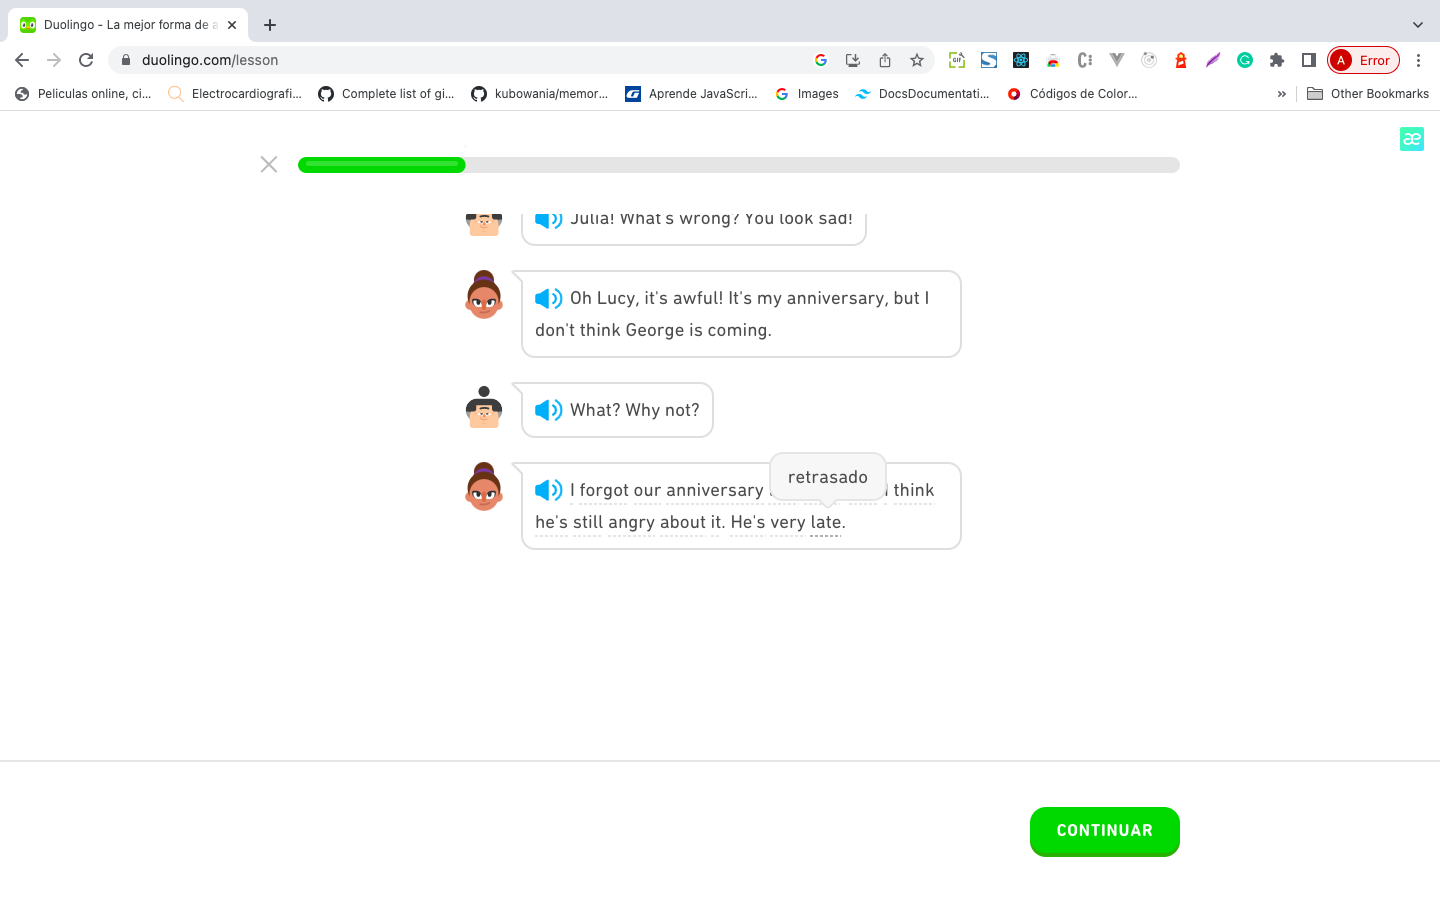 Duolingo - La mejor forma de a
duolingo.com/lesson
A Error
Peliculas online, ci...
Electrocardiografi...
Complete list of gi...
kubowania/memor...
Aprende JavaScri...
Images
DocsDocumentati...
Códigos de Color...
»
Other Bookmarks
æ
Julia! What's wrong? You look sad!
Oh Lucy, it's awful! It's my anniversary, but I
don't think George is coming.
What? Why not?
retrasado
I forgot our anniversary I think
he's still angry about it. He's very late.
CONTINUAR